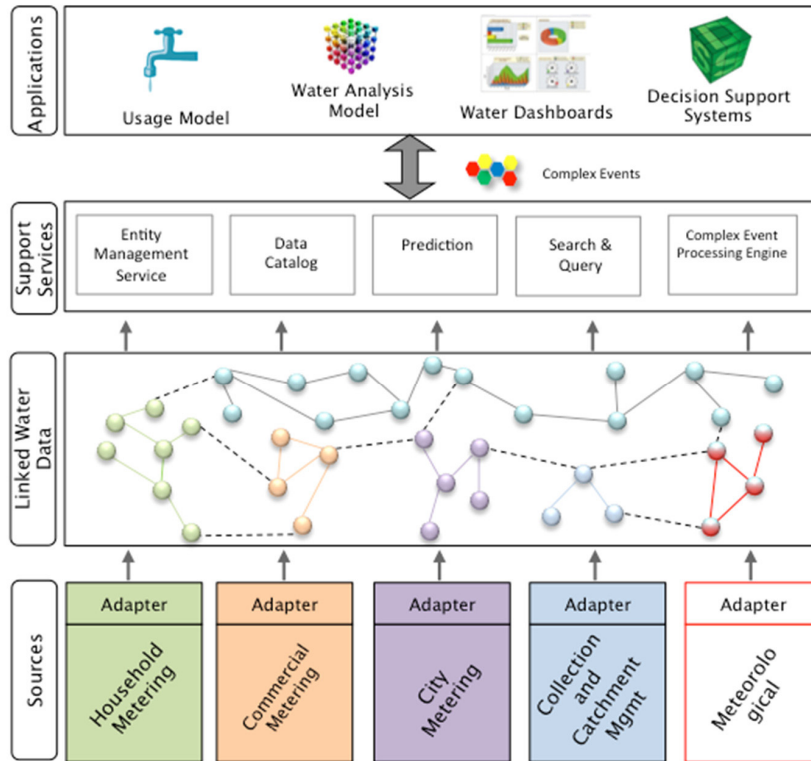 Applications
Usage Model
Water Analysis
Model
Water Dashboards
Decision Support
Systems
Complex Events
Support
Services
Entity
Management
Service
Data
Catalog
Prediction
Search &
Query
Complex Event
Processing Engine
Linked Water
Data
Sources
Adapter
Adapter
Adapter
Adapter
Adapter
Household
Metering
Commercial
Metering
City
Metering
Collection
and
Catchment
Mgmt
Meteorolo
gical